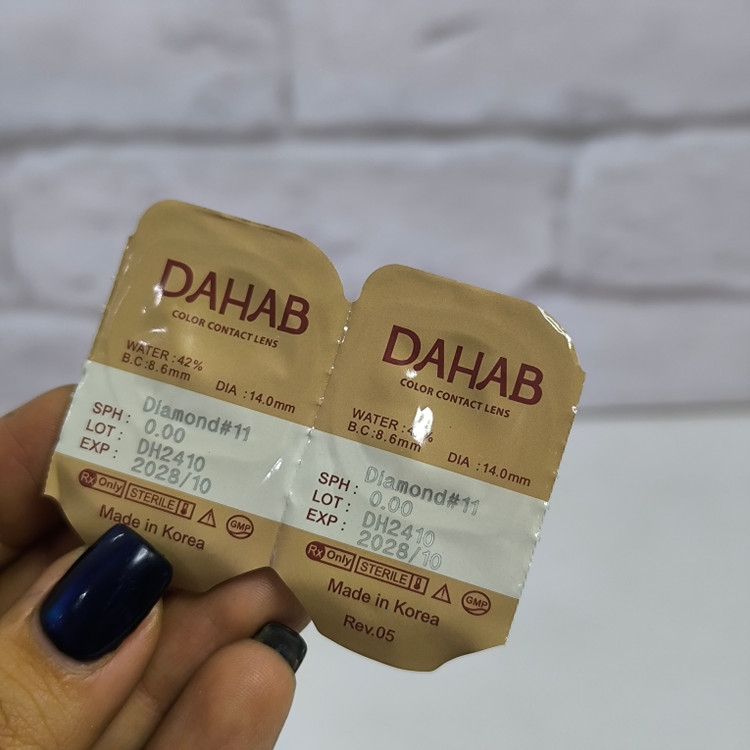 DAHAB
COLOR CONTACT LENS
WATER : 42%
B.C : 8.6mm
DIA : 14.0mm
Diamond#11
SPH : 0.00
LOT : DH2410
EXP : 2028/10
Rx Only STERILE GMP
Made in Korea
DAHAB
COLOR CONTACT LENS
WATER :
B.C : 8.6mm
DIA : 14.0mm
Diamond#11
SPH : 0.00
LOT : DH2410
EXP : 2028/10
Rx Only STERILE GMP
Made in Korea
Rev.05